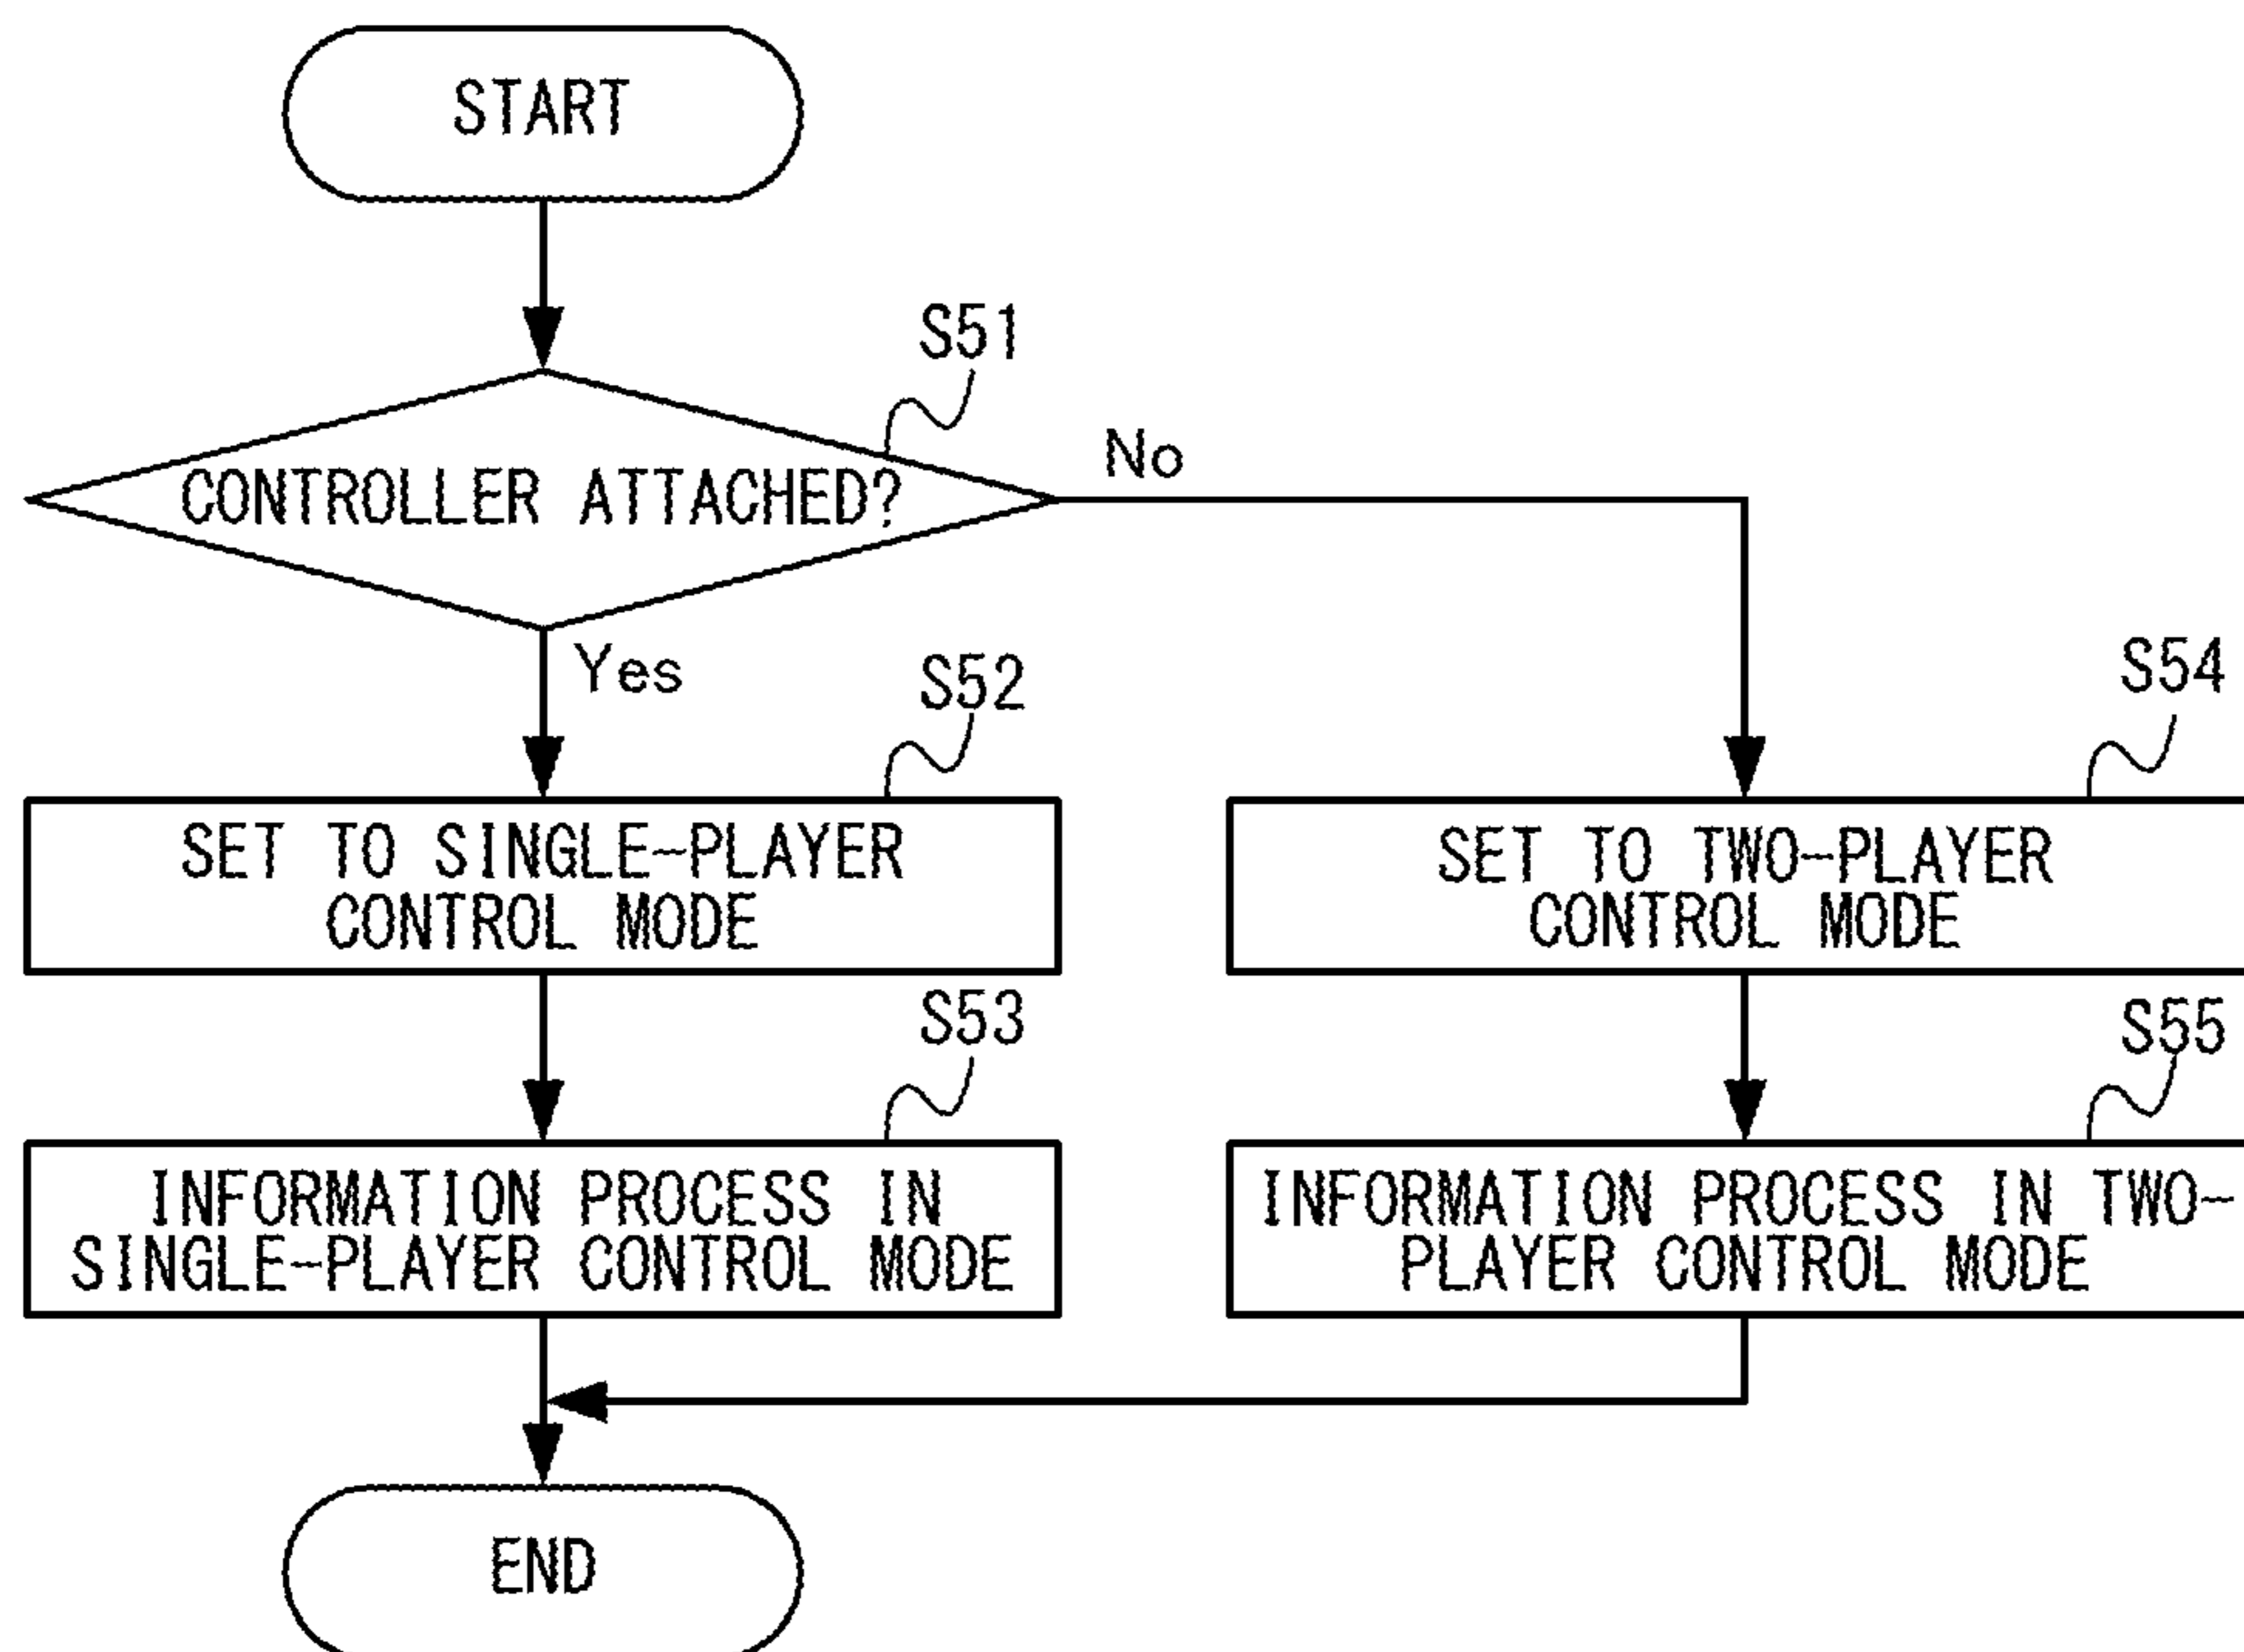 START
S51
CONTROLLER ATTACHED?
No
Yes
S52
SET TO SINGLE-PLAYER
CONTROL MODE
S54
SET TO TWO-PLAYER
CONTROL MODE
S53
INFORMATION PROCESS IN
SINGLE-PLAYER CONTROL MODE
S55
INFORMATION PROCESS IN TWO-
PLAYER CONTROL MODE
END